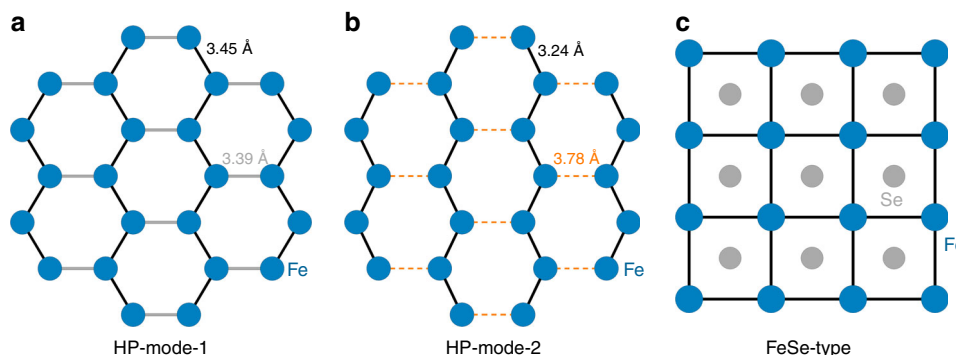 a
3.45 Å
3.39 Å
Fe
HP-mode-1
b
3.24 Å
3.78 Å
Fe
HP-mode-2
c
Se
Fe
FeSe-type